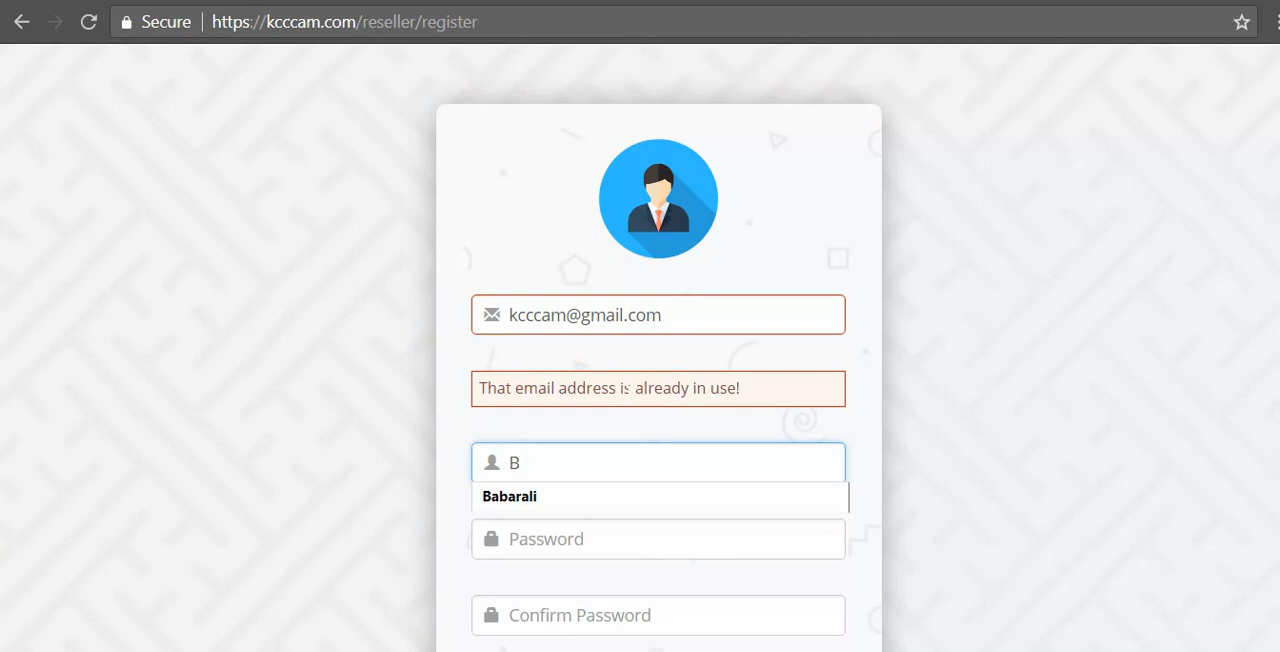 Secure | https://kcccam.com/reseller/register
kcccam@gmail.com
That email address is already in use!
B
Babarali
Password
Confirm Password